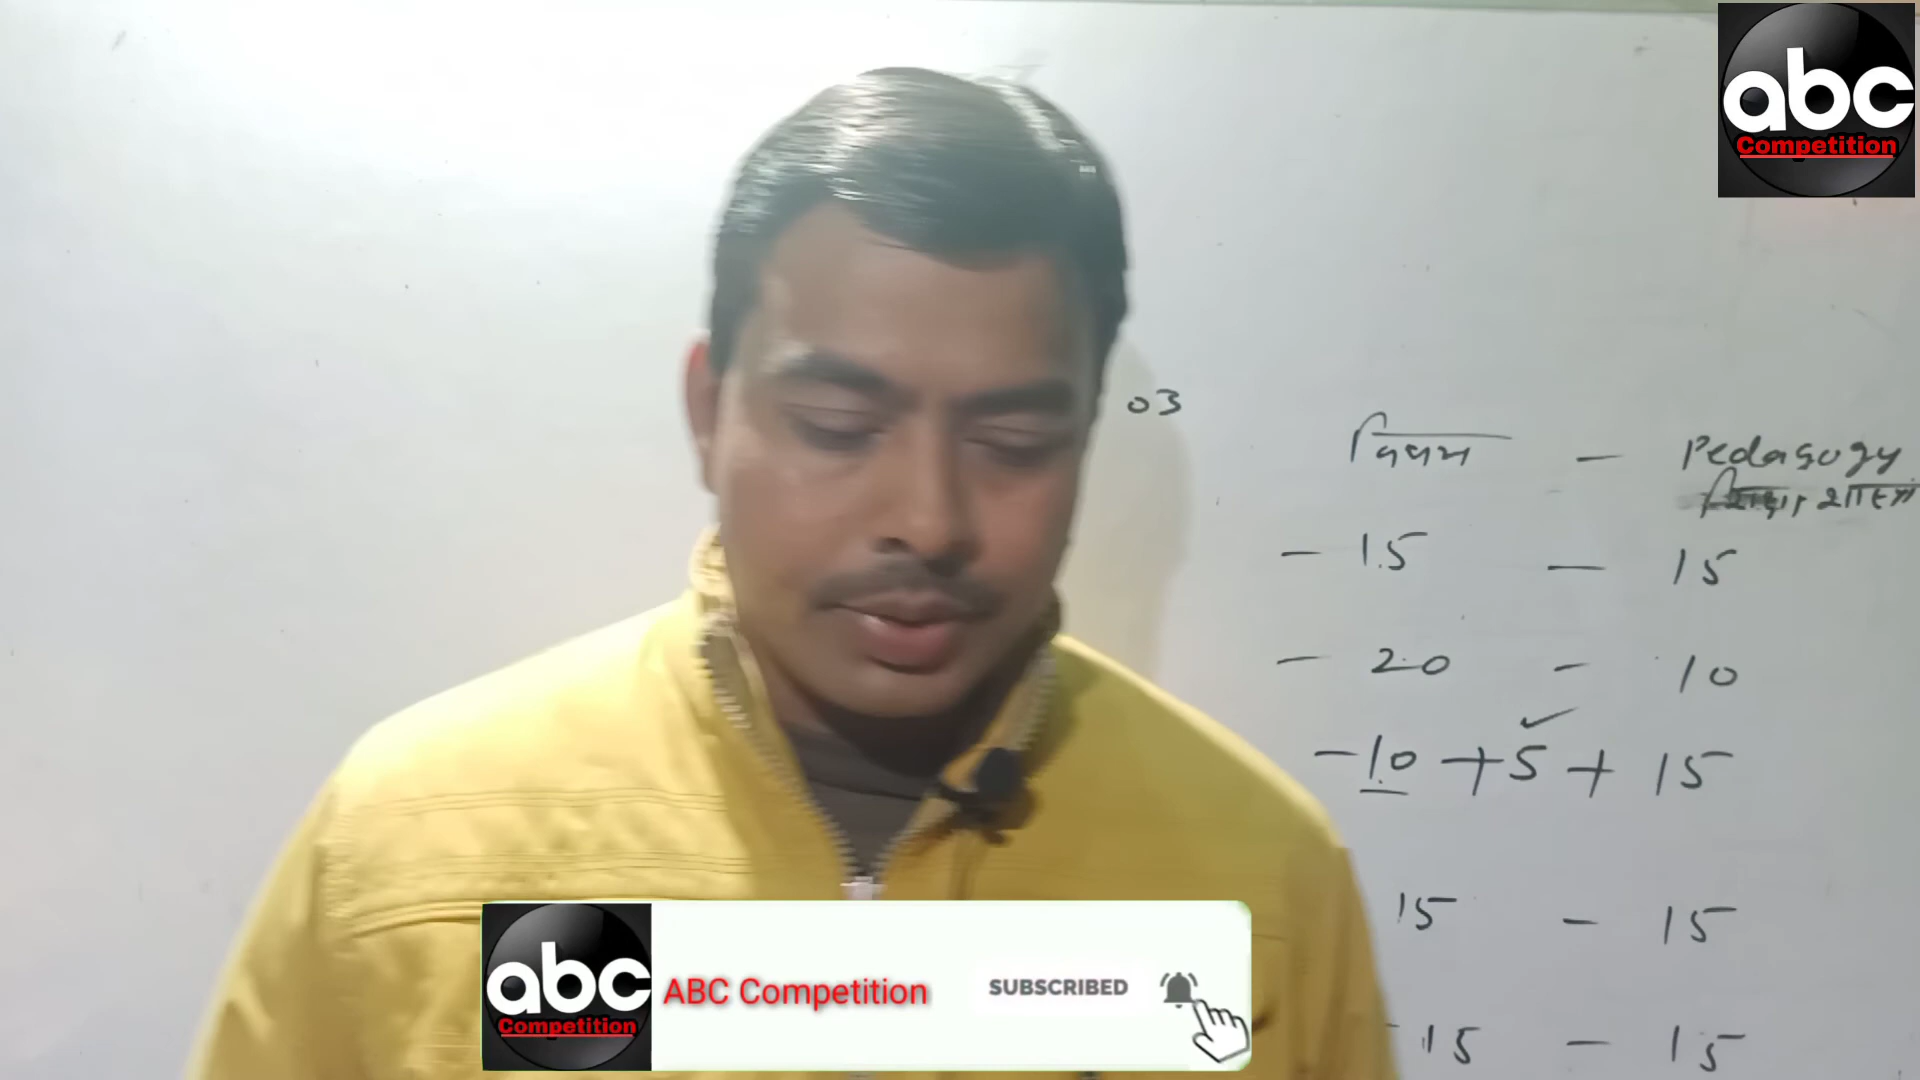 abc
Competition
03
विषय - Pedagogy
शिक्षा शास्त्र
- 15 - 15
- 20 - 10
- 10 + 5 + 15
15 - 15
- 15 - 15
abc
Competition
ABC Competition SUBSCRIBED